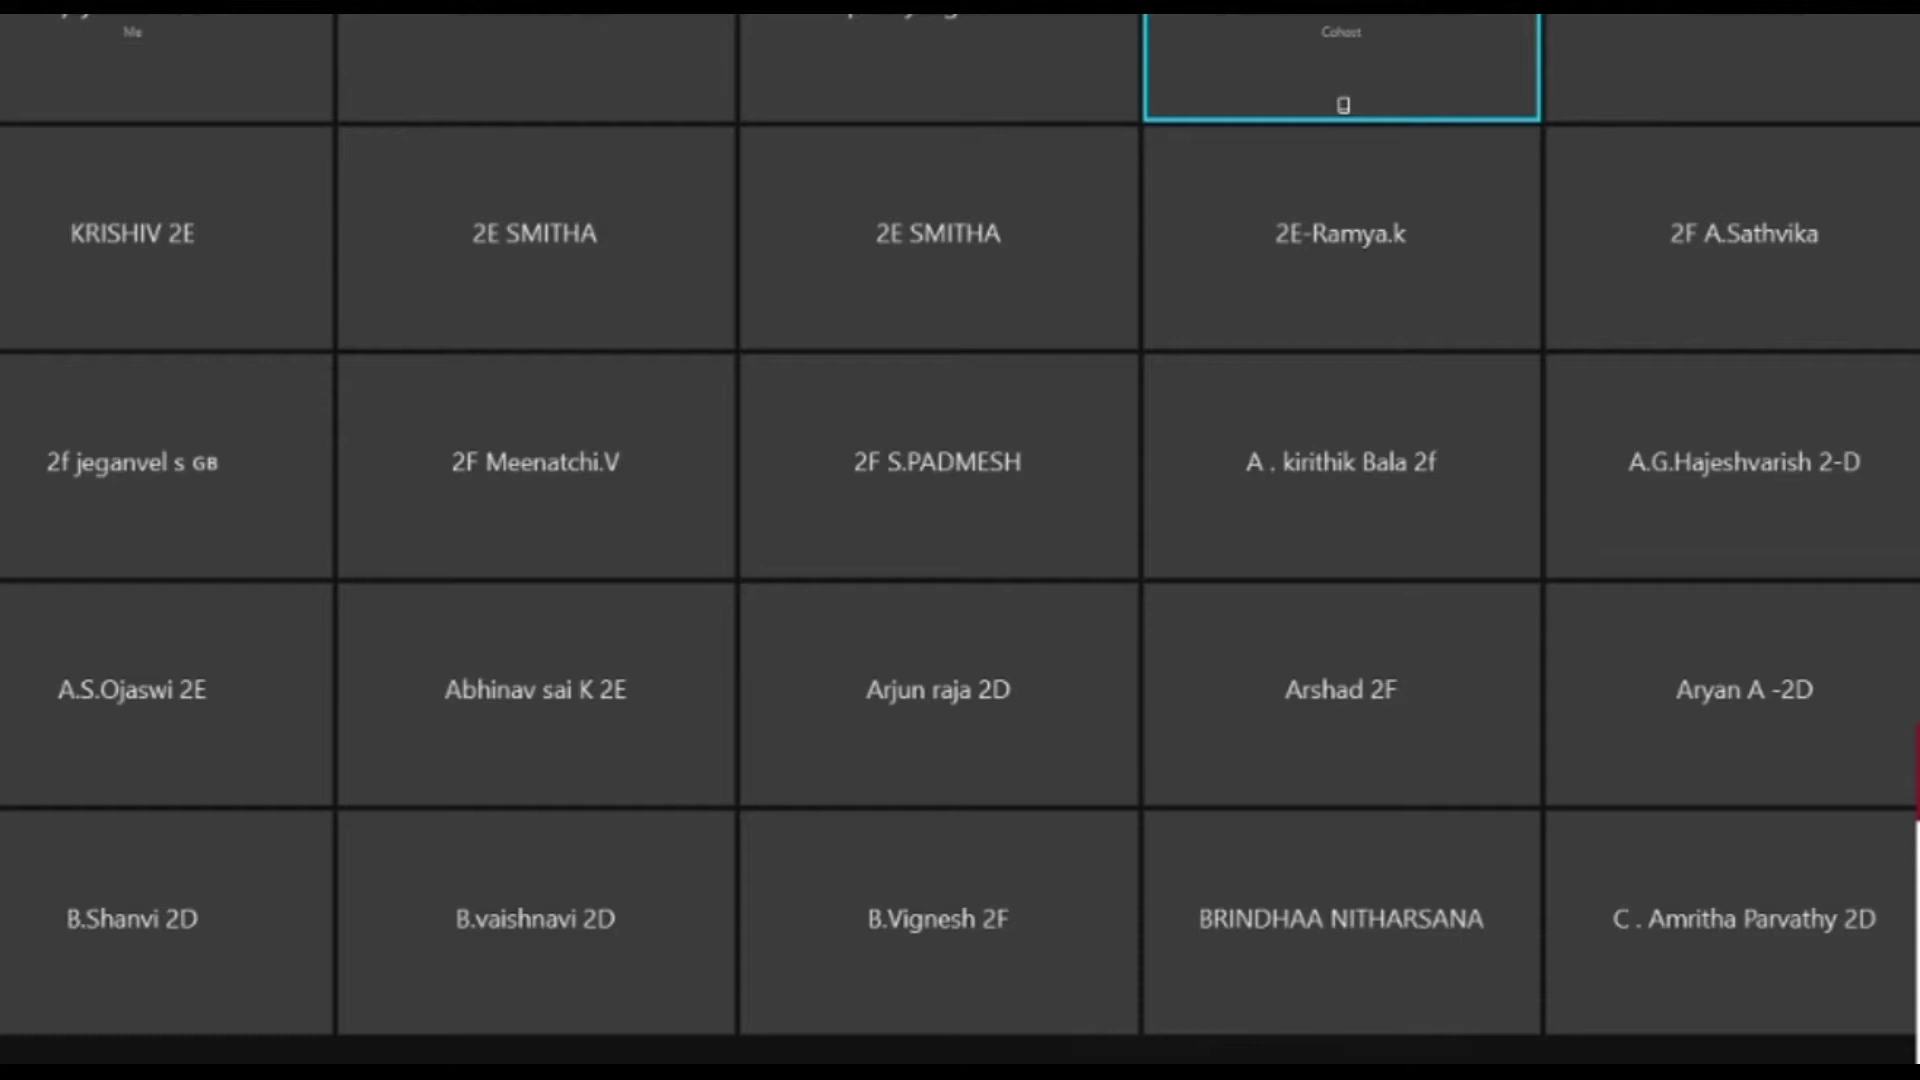 Me
Cohost
KRISHIV 2E
2E SMITHA
2E SMITHA
2E-Ramya.k
2F A.Sathvika
2f jeganvel s GB
2F Meenatchi.V
2F S.PADMESH
A . kirithik Bala 2f
A.G.Hajeshvarish 2-D
A.S.Ojaswi 2E
Abhinav sai K 2E
Arjun raja 2D
Arshad 2F
Aryan A -2D
B.Shanvi 2D
B.vaishnavi 2D
B.Vignesh 2F
BRINDHAA NITHARSANA
C . Amritha Parvathy 2D